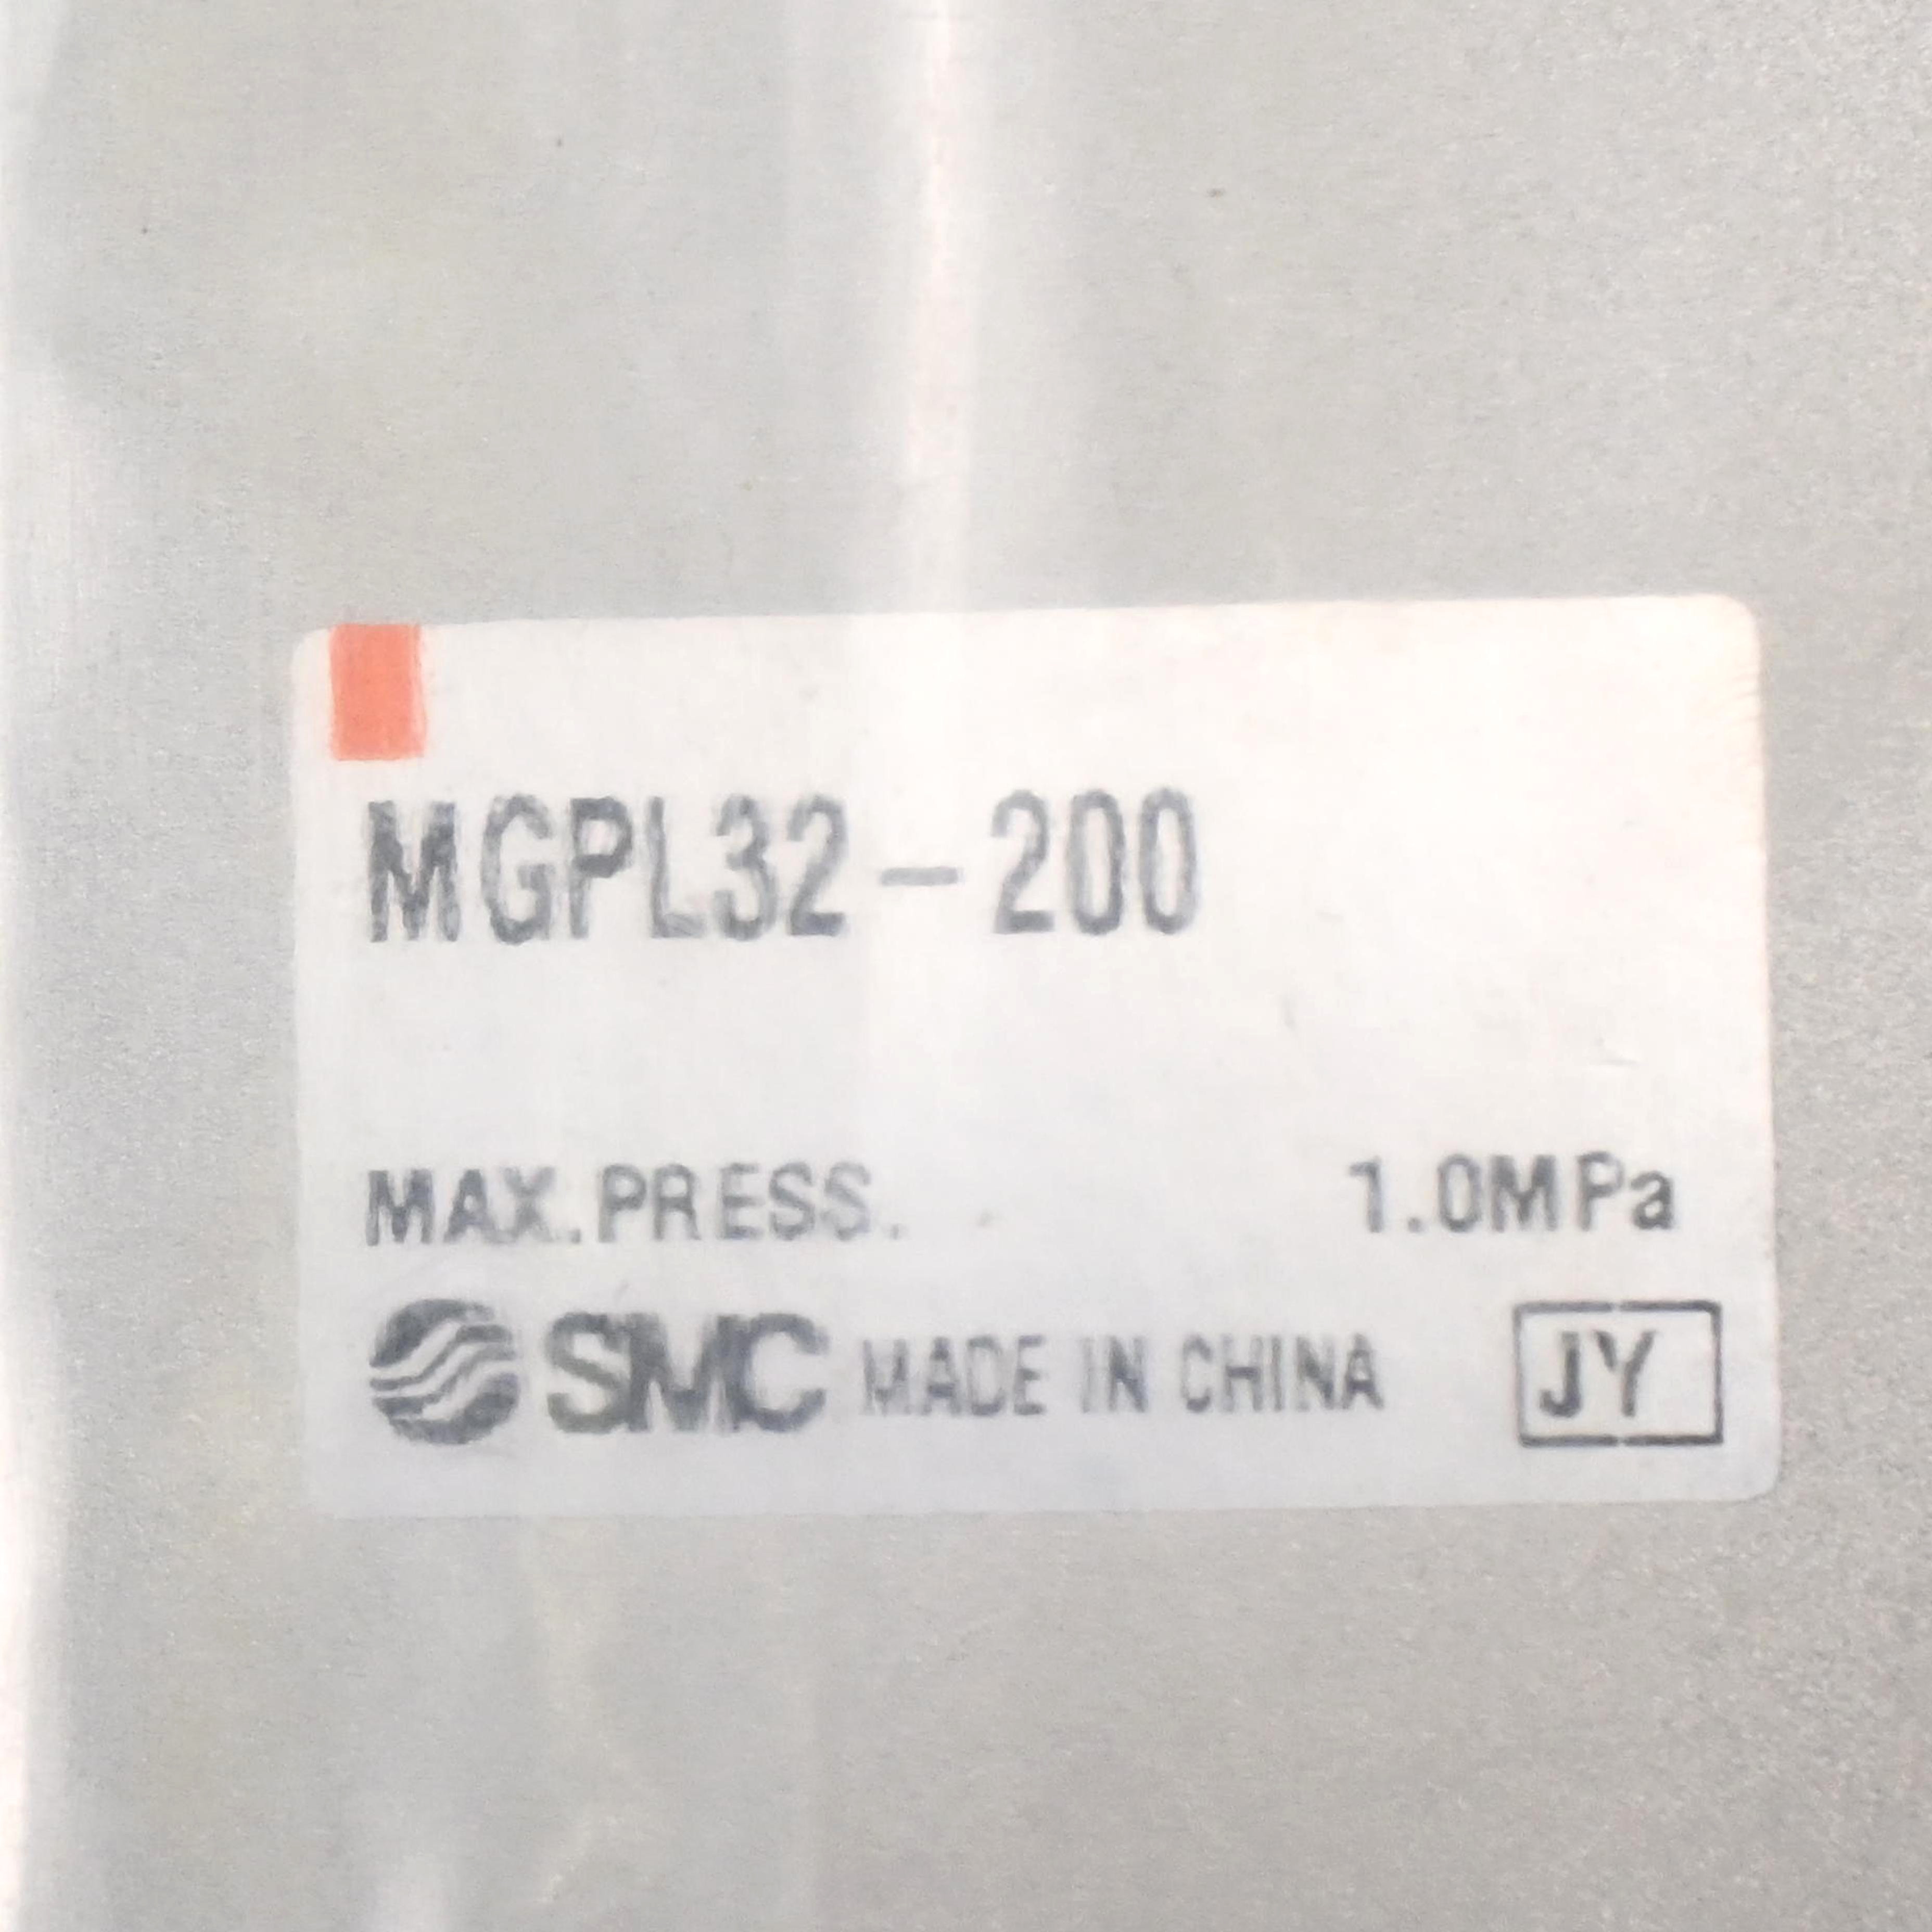 MGPL32-200
MAX.PRESS. 1.0MPa
SMC MADE IN CHINA JY